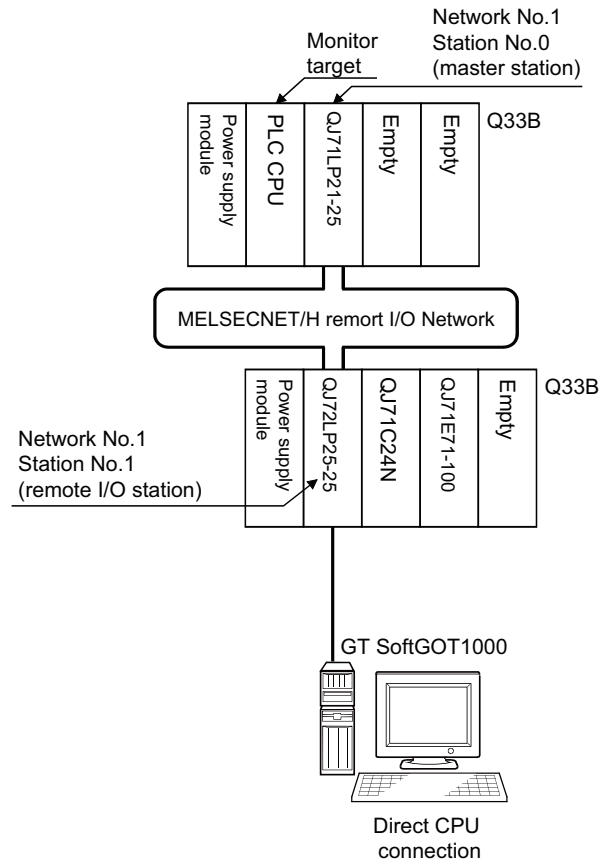 Network No.1
Station No.0
(master station)
Monitor
target
Power supply
module
PLC CPU
QJ71LP21-25
Empty
Empty
Q33B
MELSECNET/H remort I/O Network
Power supply
module
QJ72LP25-25
QJ71C24N
QJ71E71-100
Empty
Q33B
Network No.1
Station No.1
(remote I/O station)
GT SoftGOT1000
Direct CPU
connection